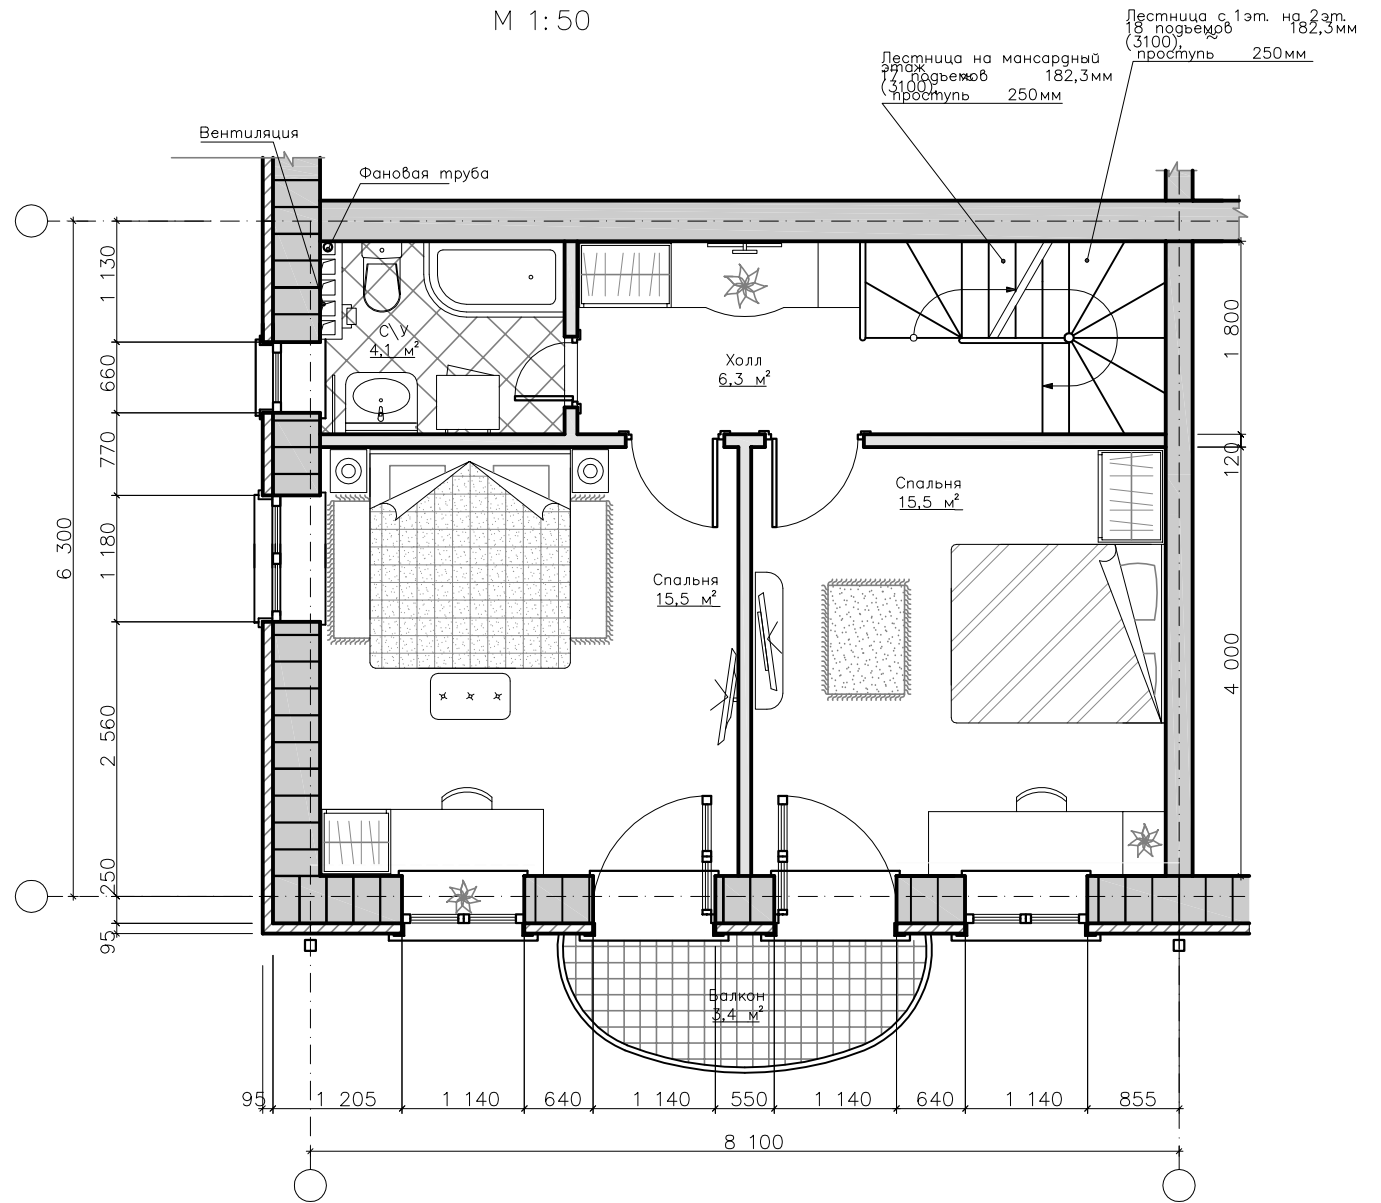 М 1:50
Лестница с 1эт. на 2эт.
18 подъемов ≈ 182,3мм
(3100),
проступь 250мм
Лестница на мансардный
этаж
17 подъемов ≈ 182,3мм
(3100),
проступь 250мм
Вентиляция
Фановая труба
1 130
660
770
1 180
2 560
250
95
6 300
С\У
4,1 м²
Холл
6,3 м²
Спальня
15,5 м²
Спальня
15,5 м²
Балкон
3,4 м²
1 800
120
4 000
95
1 205
1 140
640
1 140
550
1 140
640
1 140
855
8 100